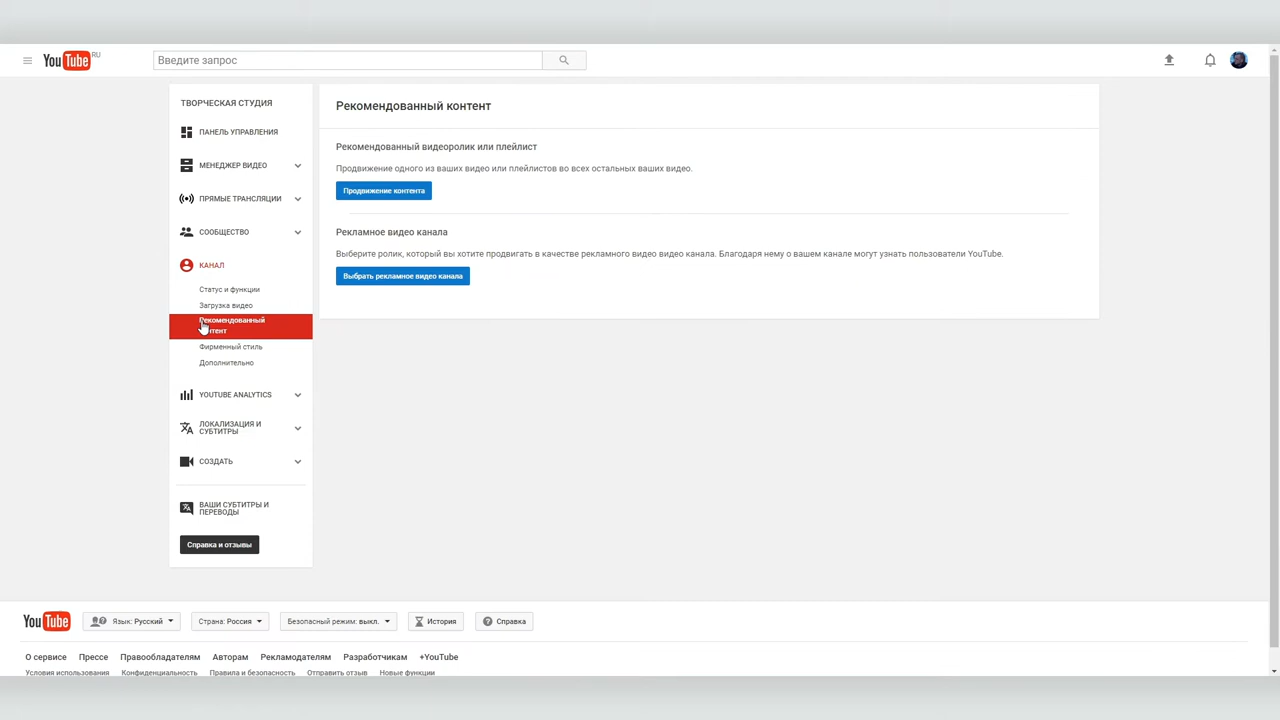 YouTube RU
Введите запрос
ТВОРЧЕСКАЯ СТУДИЯ
ПАНЕЛЬ УПРАВЛЕНИЯ
МЕНЕДЖЕР ВИДЕО
ПРЯМЫЕ ТРАНСЛЯЦИИ
СООБЩЕСТВО
КАНАЛ
Статус и функции
Загрузка видео
Рекомендованный
Фирменный стиль
Дополнительно
YOUTUBE ANALYTICS
ЛОКАЛИЗАЦИЯ И
СУБТИТРЫ
СОЗДАТЬ
ВАШИ СУБТИТРЫ И
ПЕРЕВОДЫ
Справка и отзывы
Рекомендованный контент
Рекомендованный видеоролик или плейлист
Продвижение одного из ваших видео или плейлистов во всех остальных ваших видео.
Продвижение контента
Рекламное видео канала
Выберите ролик, который вы хотите продвигать в качестве рекламного видео видео канала. Благодаря нему о вашем канале могут узнать пользователи YouTube.
Выбрать рекламное видео канала
YouTube
Язык: Русский
Страна: Россия
Безопасный режим: выкл.
История
Справка
О сервисе Прессе Правообладателям Авторам Рекламодателям Разработчикам +YouTube
Условия использования Конфиденциальность Правила и безопасность Отправить отзыв Новые функции